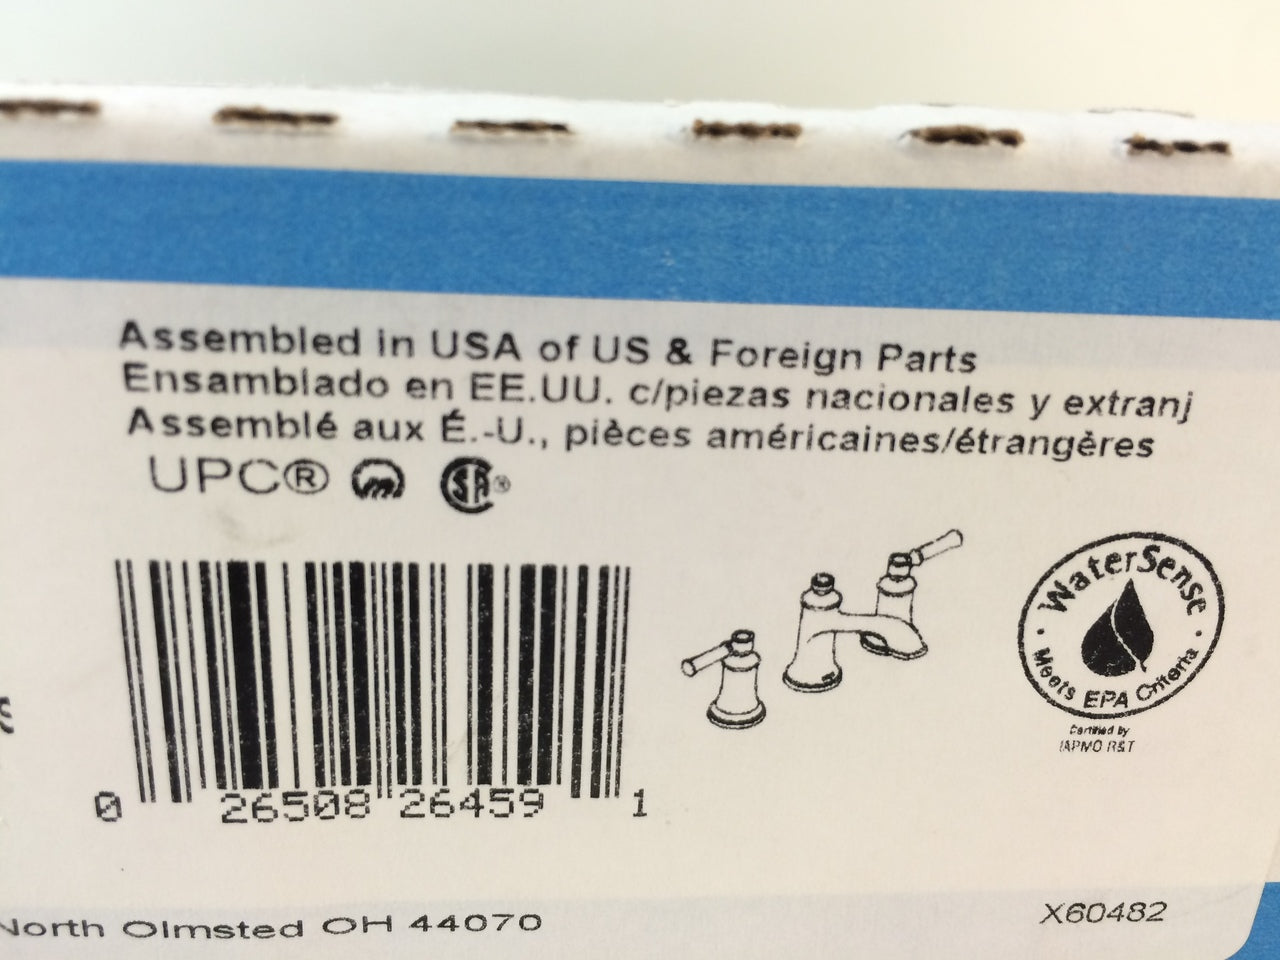 Assembled in USA of US & Foreign Parts
Ensamblado en EE.UU. c/piezas nacionales y extranj
Assemblé aux É.-U., pièces américaines/étrangères
UPC® SA®
WaterSense
Meets EPA Criteria
Certified by
IAPMO R&T
0 26508 26459 1
North Olmsted OH 44070
X60482